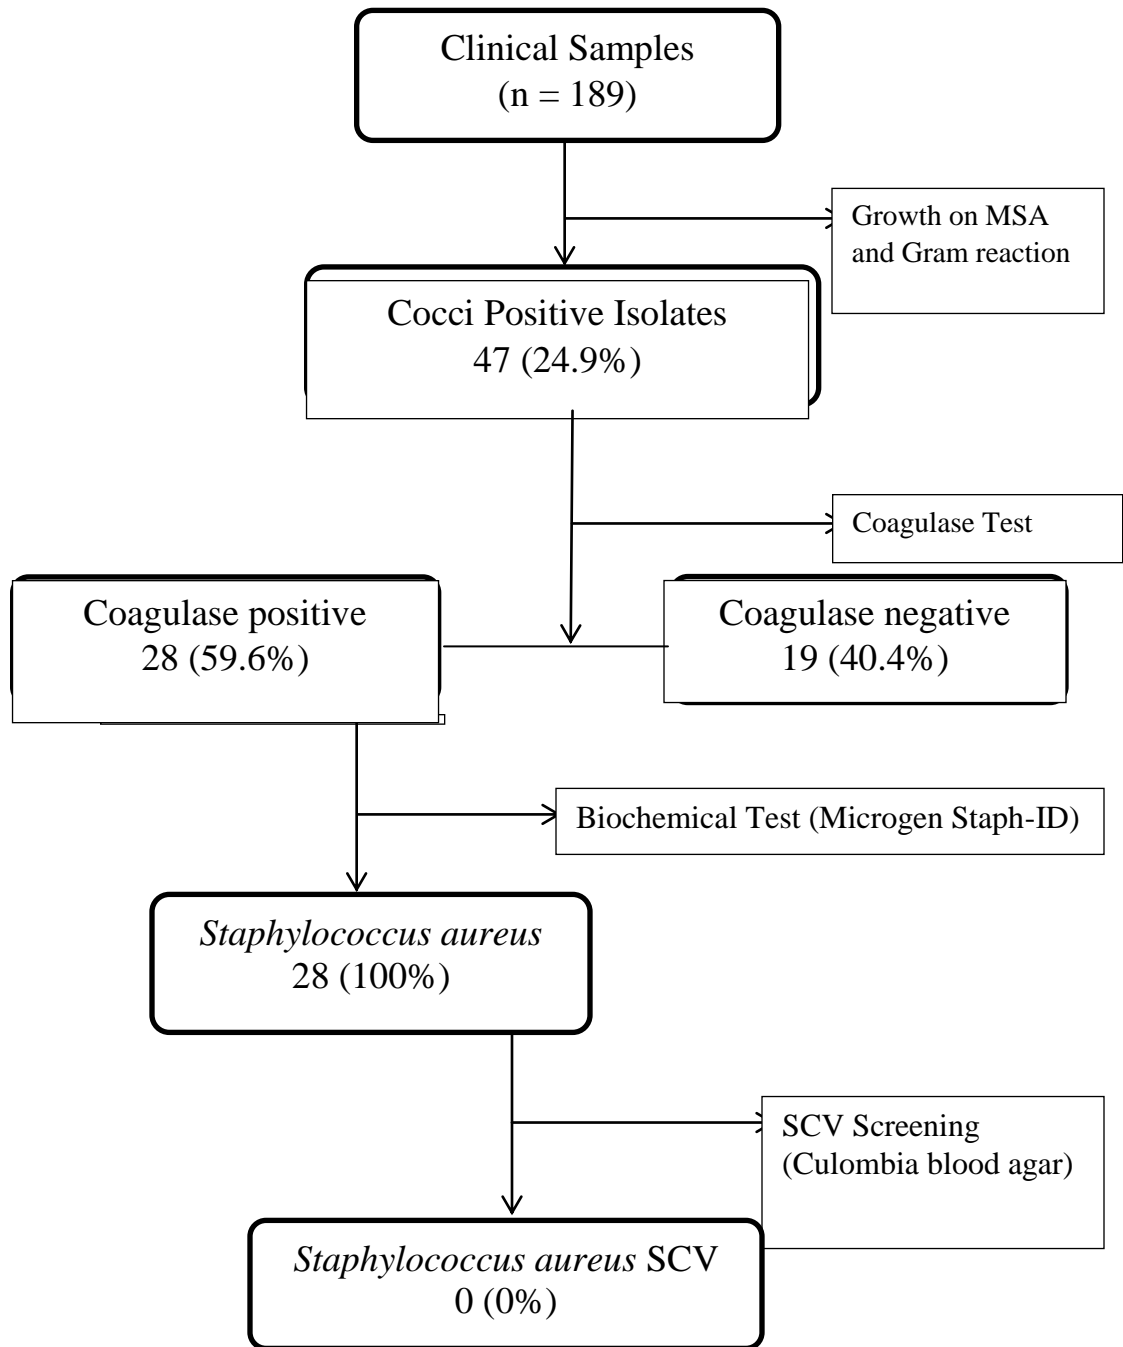 Clinical Samples
(n = 189)
Growth on MSA
and Gram reaction
Cocci Positive Isolates
47 (24.9%)
Coagulase Test
Coagulase positive
28 (59.6%)
Coagulase negative
19 (40.4%)
Biochemical Test (Microgen Staph-ID)
Staphylococcus aureus
28 (100%)
SCV Screening
(Culombia blood agar)
Staphylococcus aureus SCV
0 (0%)